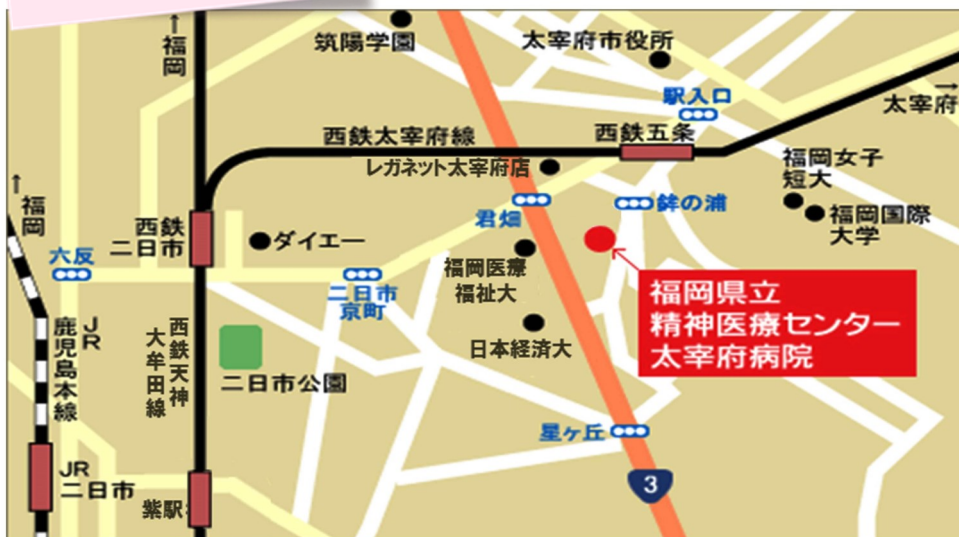 ↑
福岡
筑陽学園
太宰府市役所
駅入口
→
太宰府
西鉄太宰府線
西鉄五条
レガネット太宰府店
福岡女子
短大
↑
福岡
西鉄
二日市
ダイエー
君畑
鉾の浦
福岡国際
大学
六反
福岡医療
福祉大
二日市
京町
福岡県立
精神医療センター
太宰府病院
JR
鹿児島本線
西鉄天神
大牟田線
日本経済大
二日市公園
星ヶ丘
JR
二日市
紫駅
3